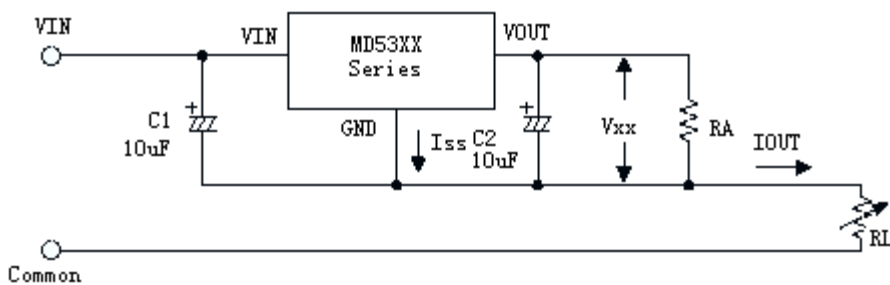 VIN
VIN
MD53XX
Series
VOUT
GND
C1
10uF
Iss
C2
10uF
Vxx
RA
IOUT
RL
Common